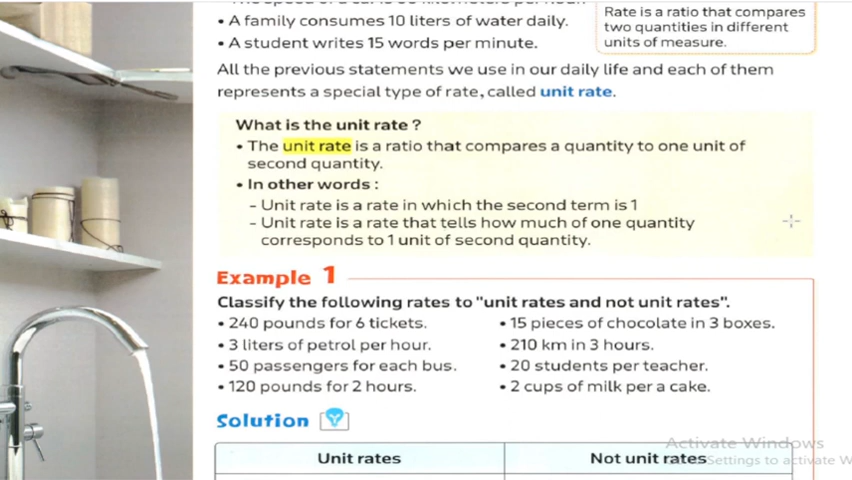 • A family consumes 10 liters of water daily.
• A student writes 15 words per minute.
Rate is a ratio that compares
two quantities in different
units of measure.
All the previous statements we use in our daily life and each of them
represents a special type of rate, called unit rate.
What is the unit rate ?
• The unit rate is a ratio that compares a quantity to one unit of
second quantity.
• In other words :
- Unit rate is a rate in which the second term is 1
- Unit rate is a rate that tells how much of one quantity
corresponds to 1 unit of second quantity.
Example 1
Classify the following rates to "unit rates and not unit rates".
• 240 pounds for 6 tickets.
• 3 liters of petrol per hour.
• 50 passengers for each bus.
• 120 pounds for 2 hours.
• 15 pieces of chocolate in 3 boxes.
• 210 km in 3 hours.
• 20 students per teacher.
• 2 cups of milk per a cake.
Solution
Unit rates
Not unit rates
Activate Windows
Settings to activate W